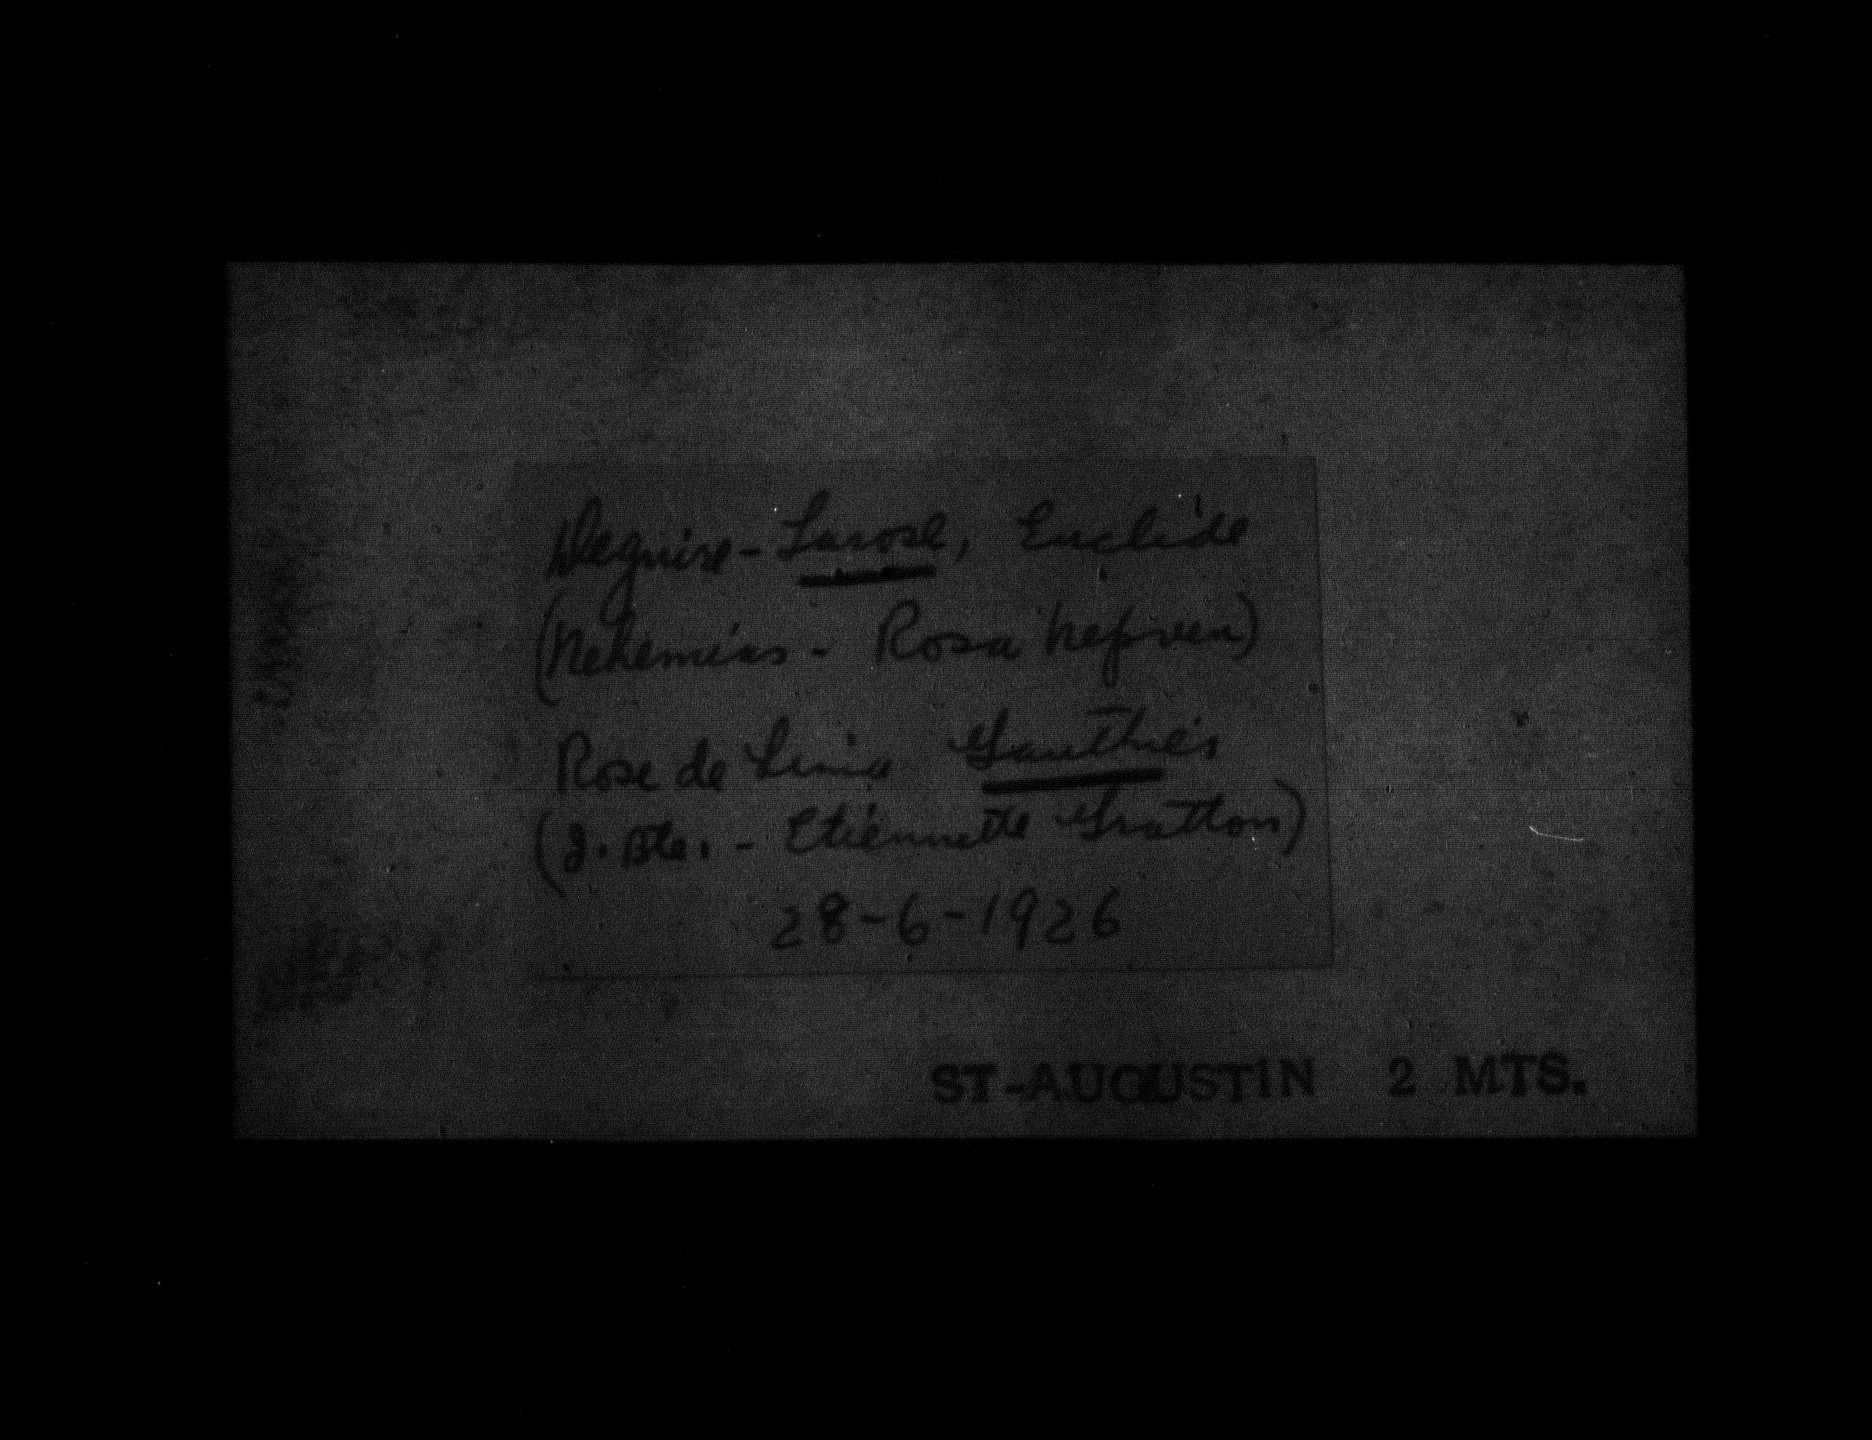 Deguire-Larose, Euclide
(Nehemias - Rosa Nepveu)
Rose de Lima Gauthier
(J. Bte. - Etiennette Gratton)
28-6-1926
ST-AUGUSTIN 2 MTS.